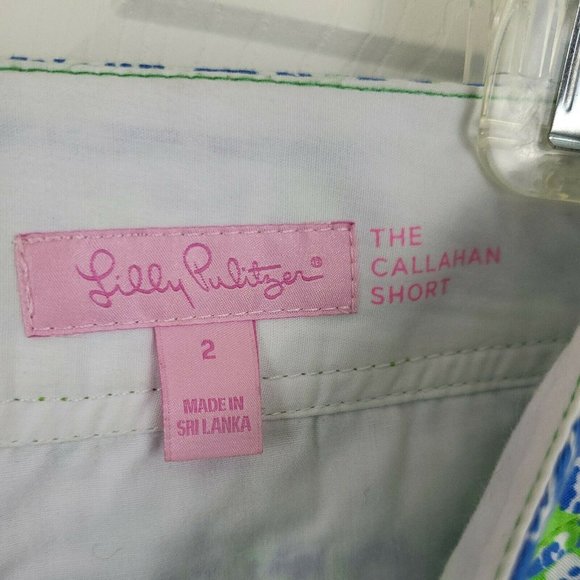 Lilly Pulitzer®
THE
CALLAHAN
SHORT
2
MADE IN
SRI LANKA